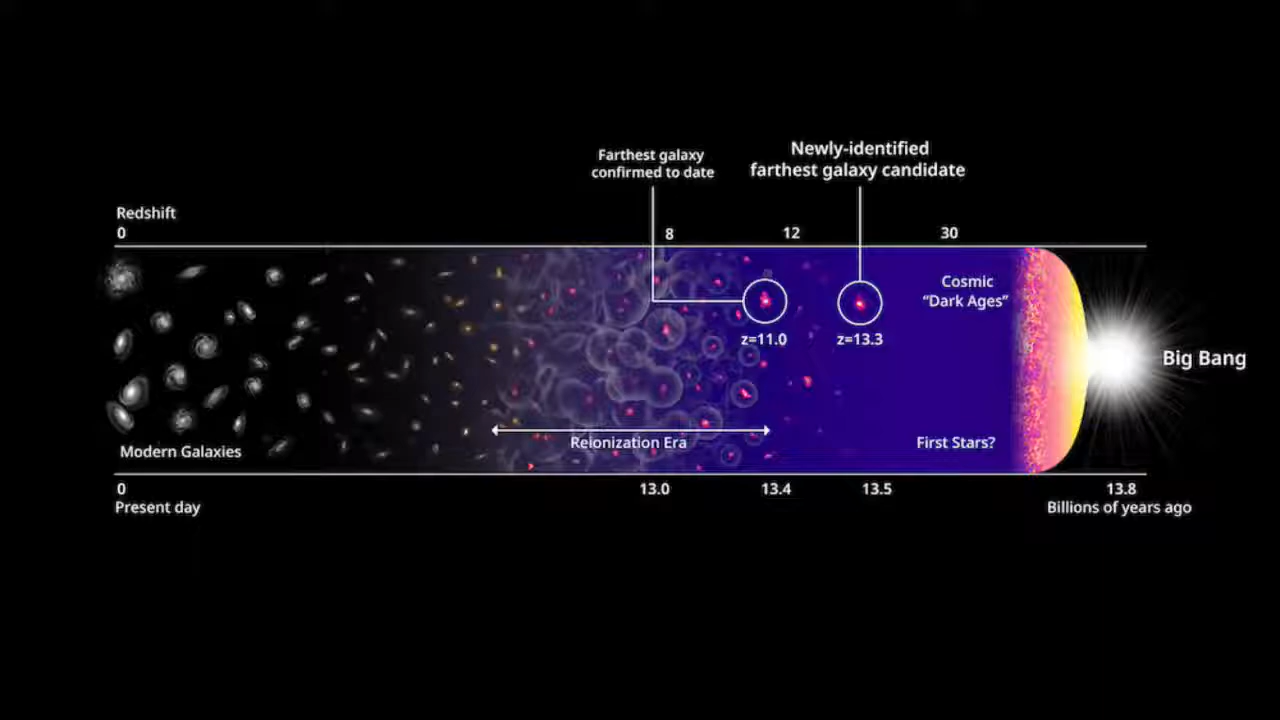 Farthest galaxy
confirmed to date
Newly-identified
farthest galaxy candidate
Redshift
0
8
12
30
Cosmic
“Dark Ages”
z=11.0
z=13.3
Big Bang
Reionization Era
First Stars?
Modern Galaxies
0
13.0
13.4
13.5
13.8
Present day
Billions of years ago